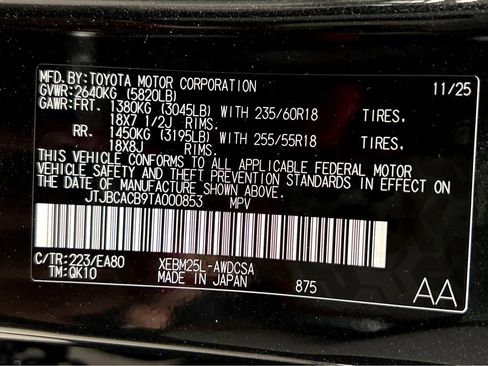 MFD.BY:TOYOTA MOTOR CORPORATION 11/25
GVWR:2640KG (5820LB)
GAWR:FRT. 1380KG (3045LB) WITH 235/60R18 TIRES.
18X7 1/2J RIMS.
RR. 1450KG (3195LB) WITH 255/55R18 TIRES.
18X8J RIMS.
THIS VEHICLE CONFORMS TO ALL APPLICABLE FEDERAL MOTOR
VEHICLE SAFETY AND THEFT PREVENTION STANDARDS IN EFFECT ON
THE DATE OF MANUFACTURE SHOWN ABOVE.
JTJBCACB9TA000853 MPV
C/TR:223/EA80 XEBM25L-AWDCSA
TM:QK10 MADE IN JAPAN 875 AA